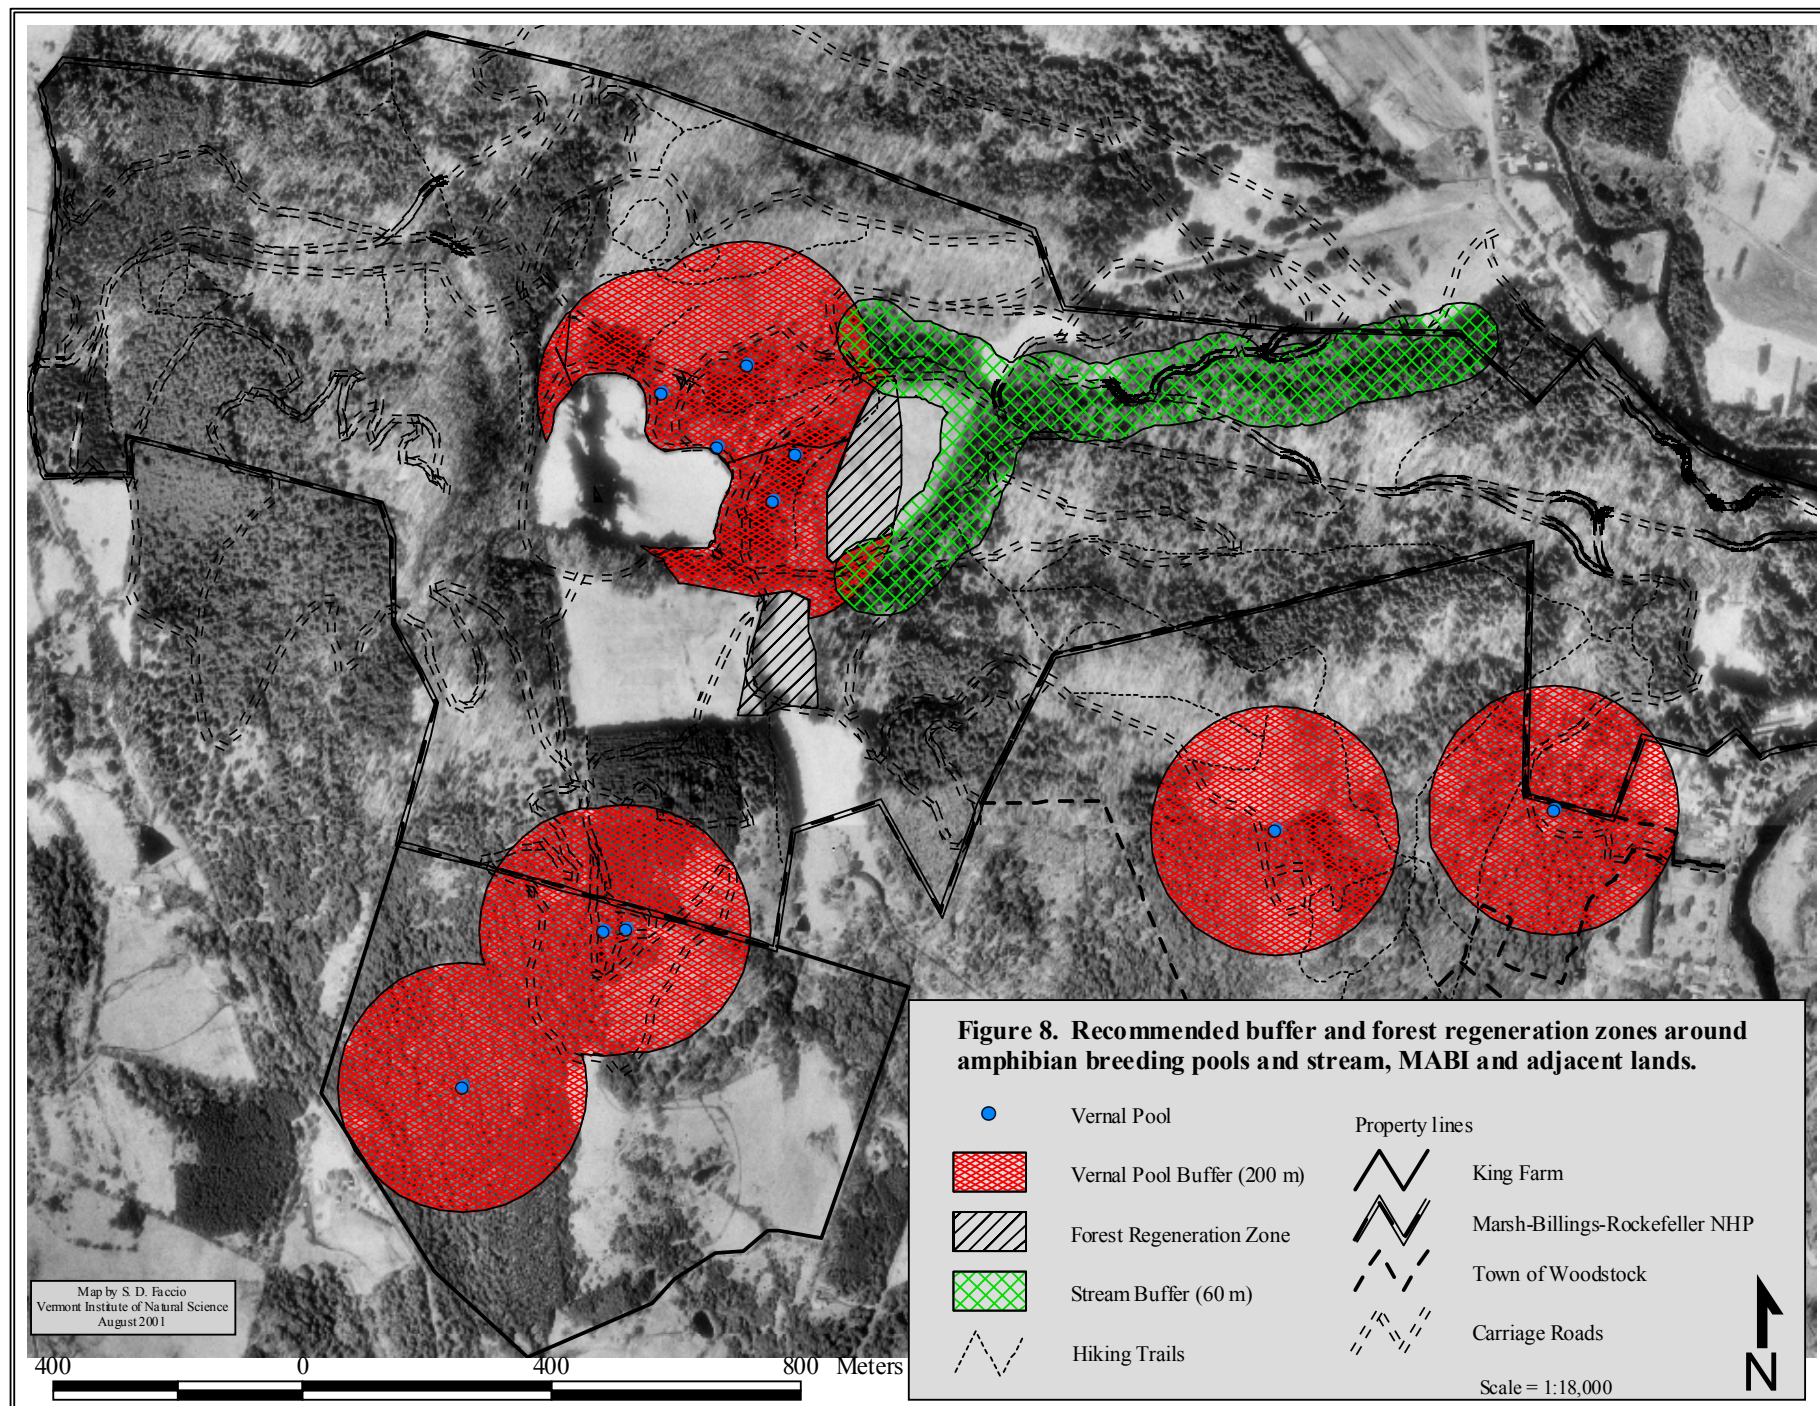 Figure 8. Recommended buffer and forest regeneration zones around
amphibian breeding pools and stream, MABI and adjacent lands.
Vernal Pool
Vernal Pool Buffer (200 m)
Forest Regeneration Zone
Stream Buffer (60 m)
Hiking Trails
Property lines
King Farm
Marsh-Billings-Rockefeller NHP
Town of Woodstock
Carriage Roads
Scale = 1:18,000
N
Map by S. D. Faccio
Vermont Institute of Natural Science
August 2001
400 0 400 800 Meters